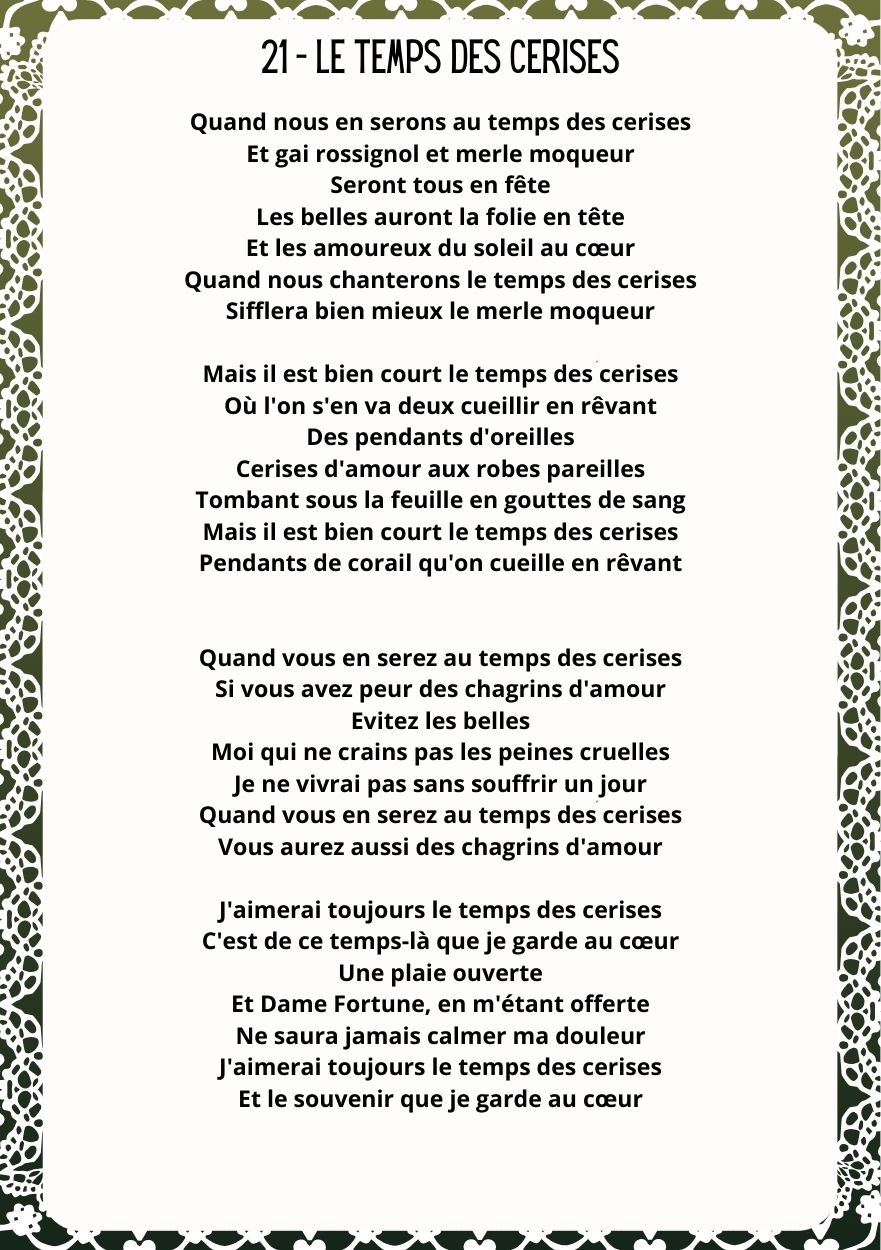 21 - LE TEMPS DES CERISES
Quand nous en serons au temps des cerises
Et gai rossignol et merle moqueur
Seront tous en fête
Les belles auront la folie en tête
Et les amoureux du soleil au cœur
Quand nous chanterons le temps des cerises
Sifflera bien mieux le merle moqueur
Mais il est bien court le temps des cerises
Où l'on s'en va deux cueillir en rêvant
Des pendants d'oreilles
Cerises d'amour aux robes pareilles
Tombant sous la feuille en gouttes de sang
Mais il est bien court le temps des cerises
Pendants de corail qu'on cueille en rêvant
Quand vous en serez au temps des cerises
Si vous avez peur des chagrins d'amour
Evitez les belles
Moi qui ne crains pas les peines cruelles
Je ne vivrai pas sans souffrir un jour
Quand vous en serez au temps des cerises
Vous aurez aussi des chagrins d'amour
J'aimerai toujours le temps des cerises
C'est de ce temps-là que je garde au cœur
Une plaie ouverte
Et Dame Fortune, en m'étant offerte
Ne saura jamais calmer ma douleur
J'aimerai toujours le temps des cerises
Et le souvenir que je garde au cœur